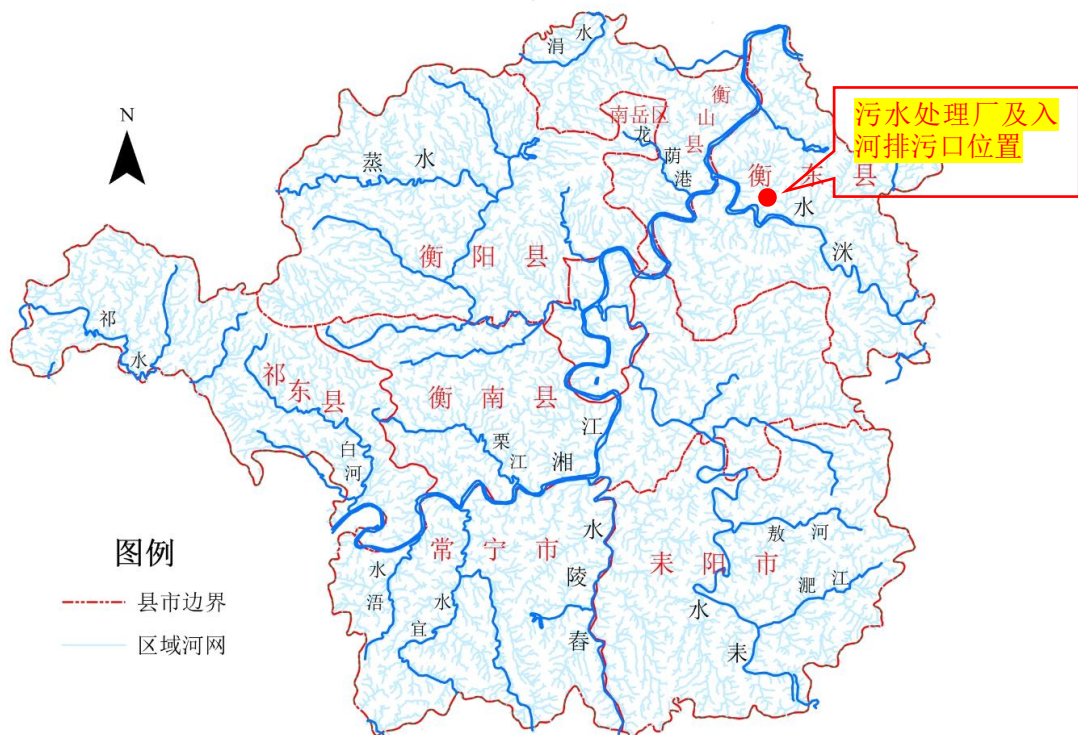 涓水
N
南岳区
衡山县
龙荫港
污水处理厂及入
河排污口位置
蒸水
衡东县
洣水
衡阳县
祁水
祁东县
衡南县
白河
栗江
湘江
图例
县市边界
区域河网
常宁市
浯水
宜水
舂陵水
耒阳市
敖河
淝江
耒水